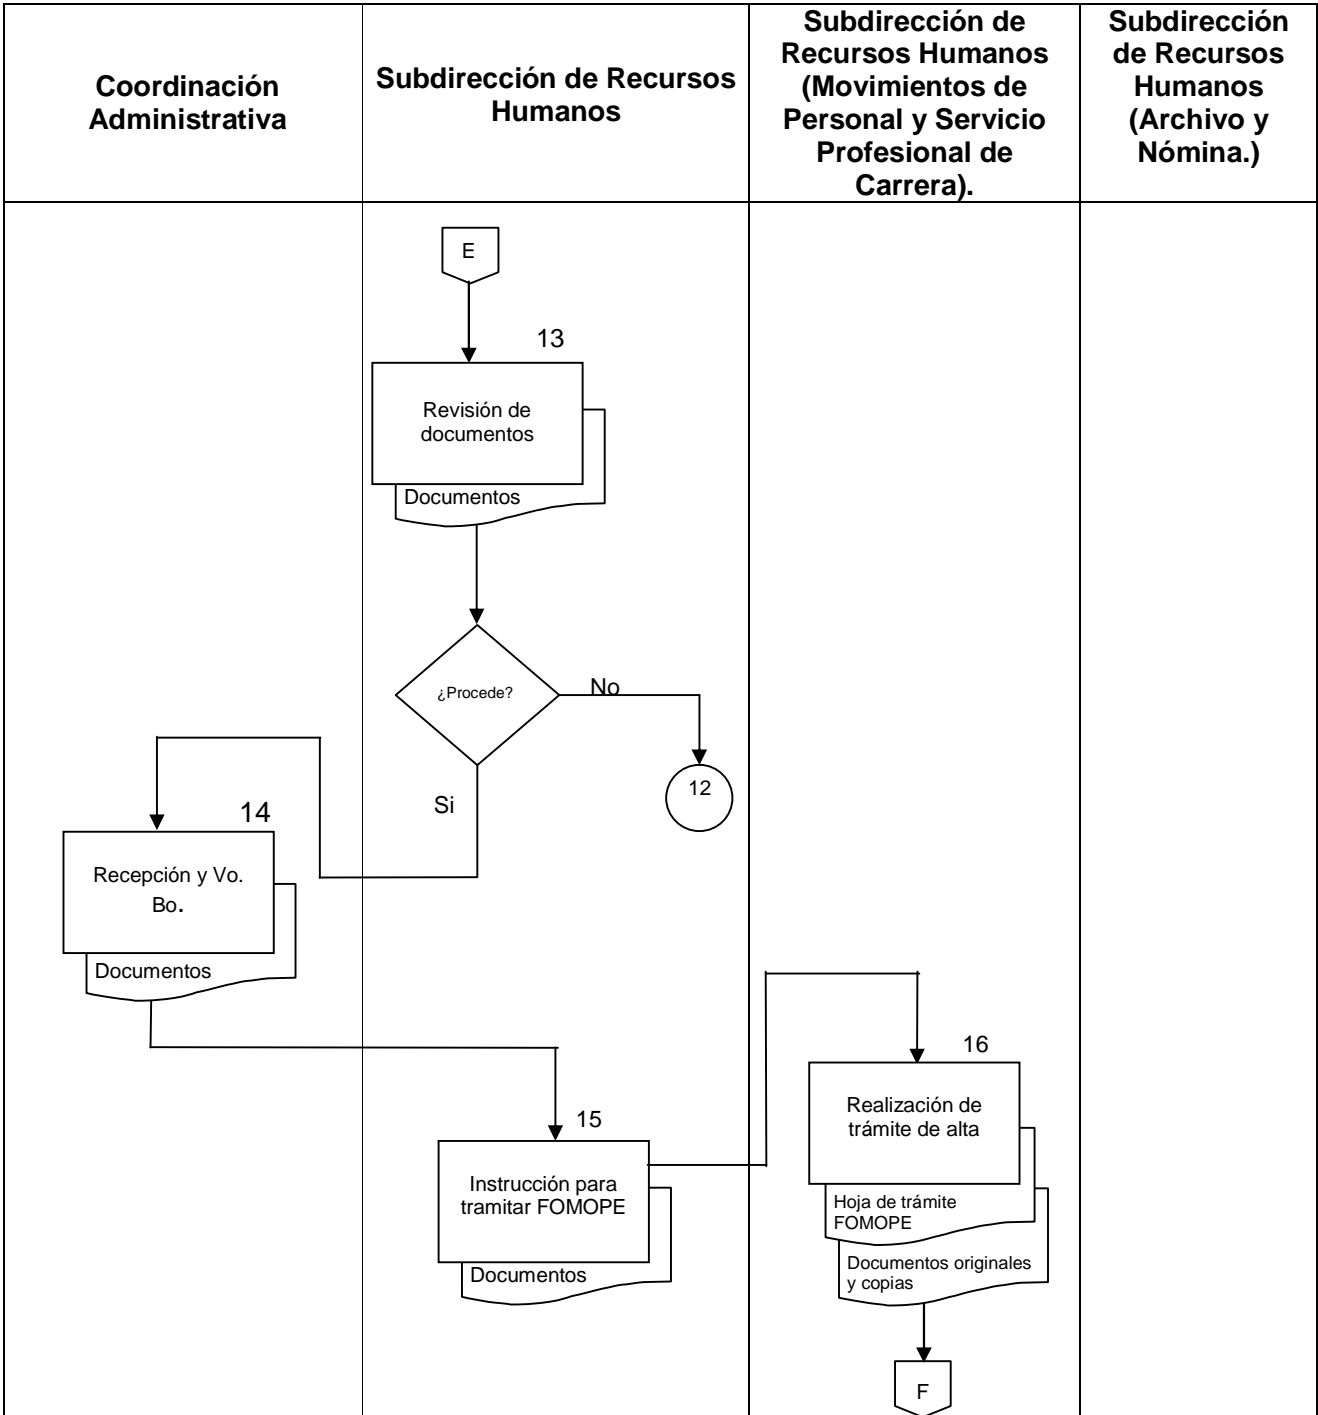 Coordinación
Administrativa
Subdirección de Recursos
Humanos
Subdirección de
Recursos Humanos
(Movimientos de
Personal y Servicio
Profesional de
Carrera).
Subdirección
de Recursos
Humanos
(Archivo y
Nómina.)
E
13
Revisión de
documentos
Documentos
¿Procede?
No
12
Si
14
Recepción y Vo.
Bo.
Documentos
15
Instrucción para
tramitar FOMOPE
Documentos
16
Realización de
trámite de alta
Hoja de trámite
FOMOPE
Documentos originales
y copias
F